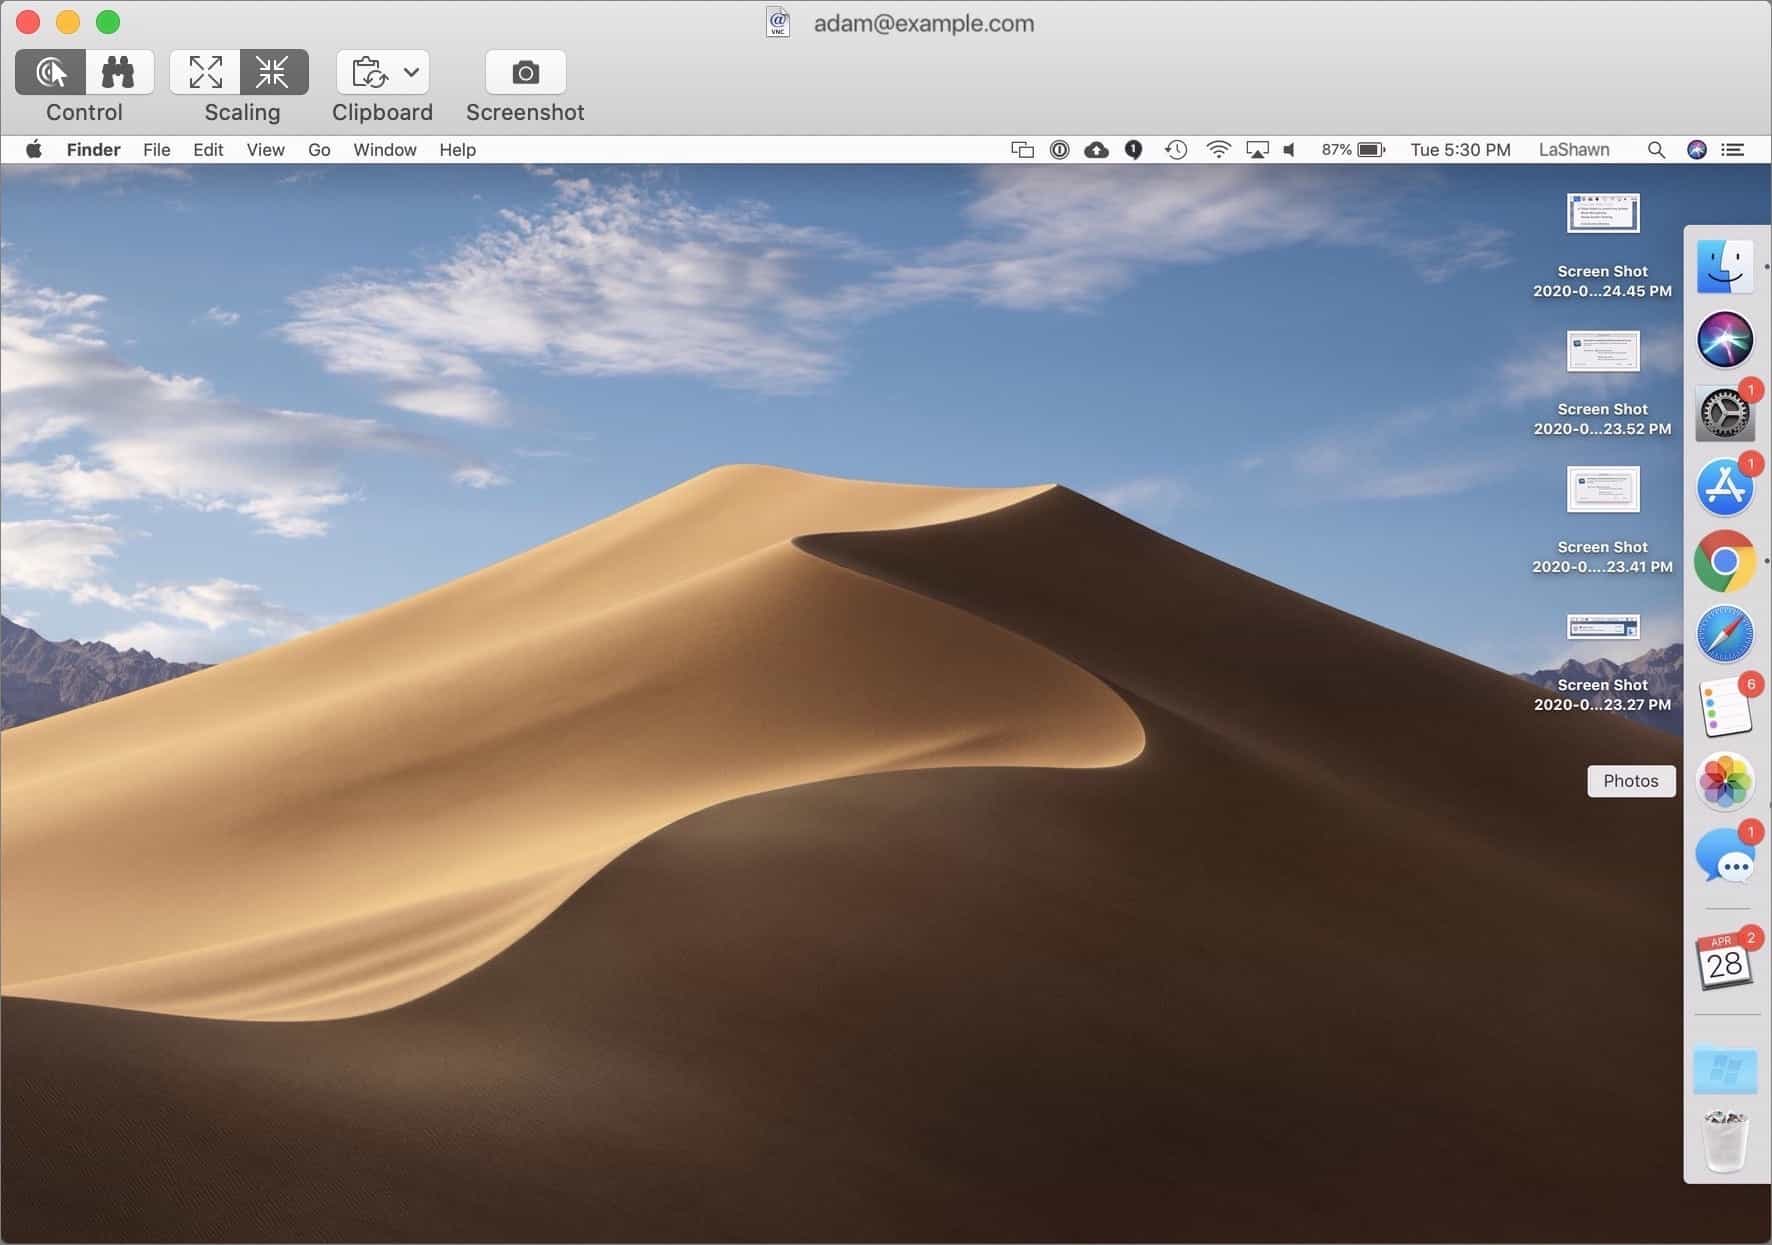 adam@example.com
VNC
Control
Scaling
Clipboard
Screenshot
Finder File Edit View Go Window Help
1
87%
Tue 5:30 PM
LaShawn
Screen Shot
2020-0...24.45 PM
Screen Shot
2020-0...23.52 PM
Screen Shot
2020-0....23.41 PM
Screen Shot
2020-0...23.27 PM
1
1
6
Photos
1
APR
2
28